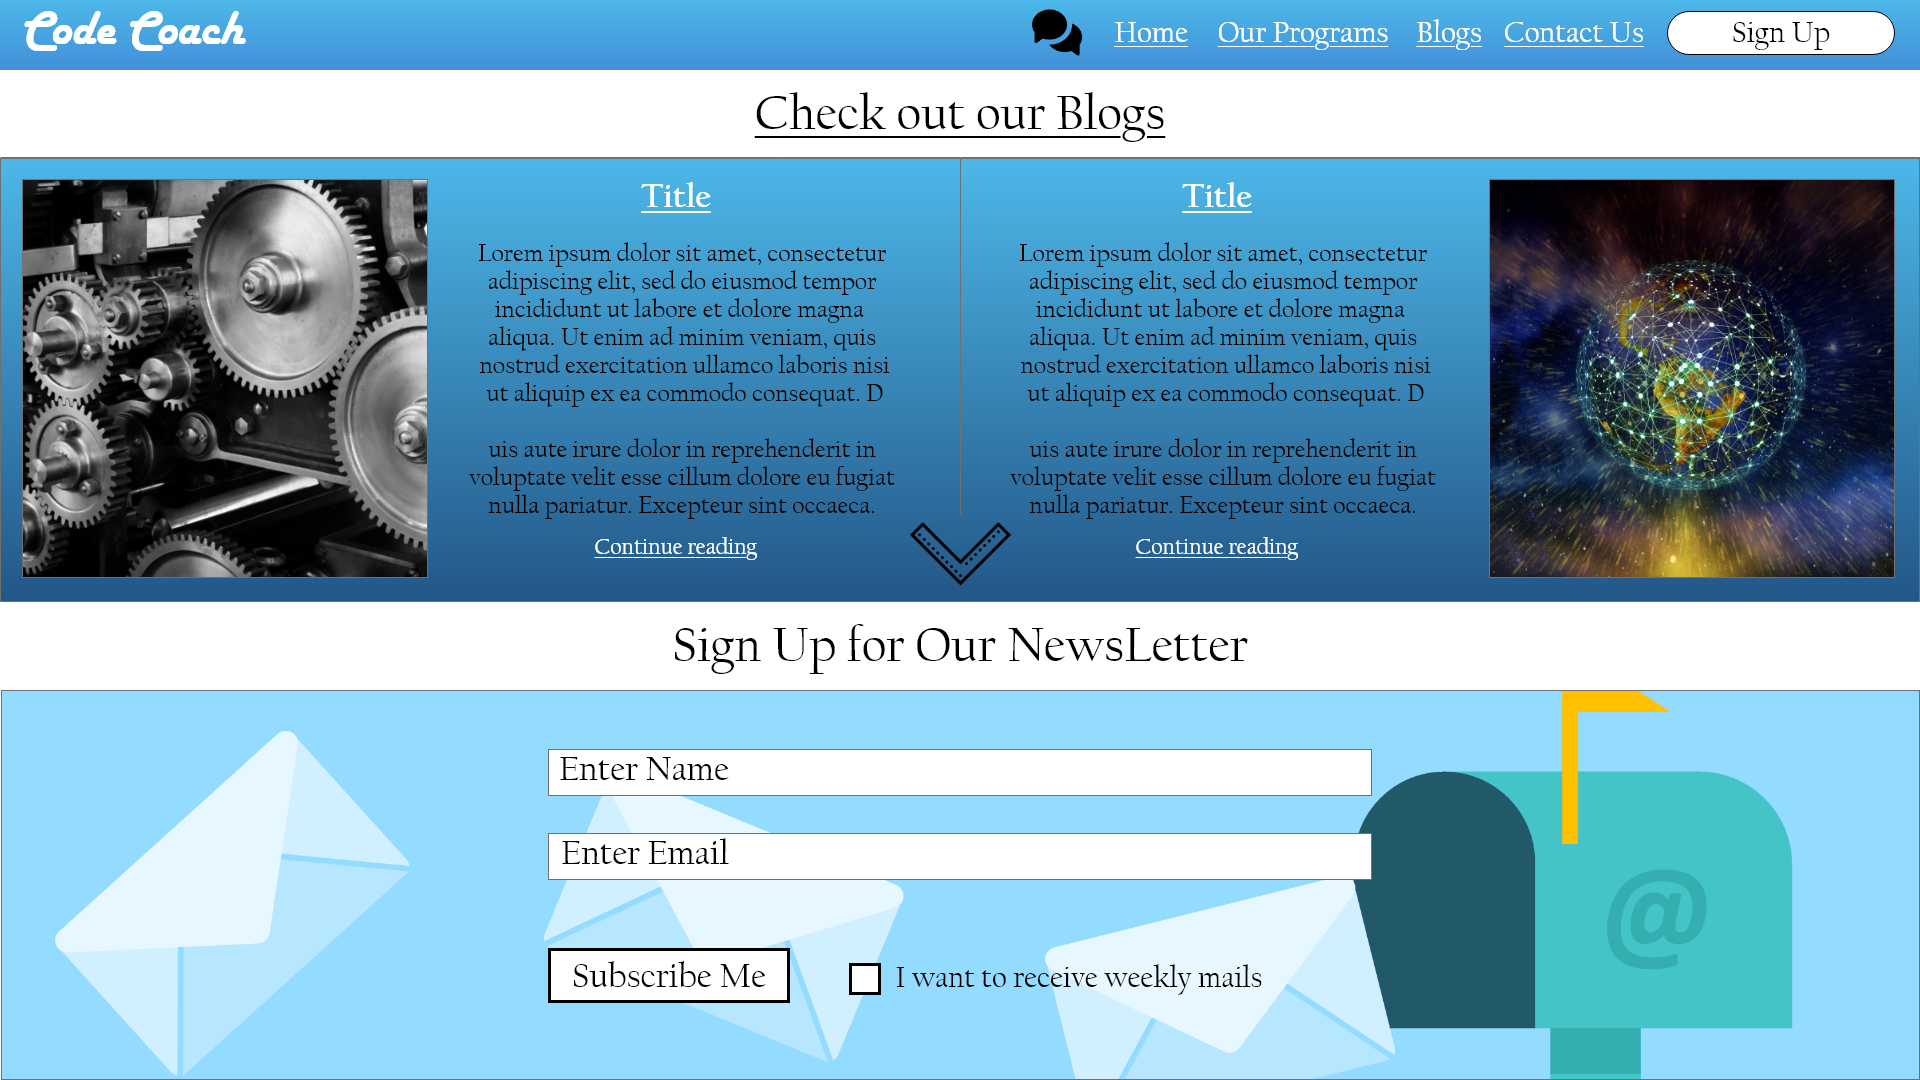 Code Coach
Home Our Programs Blogs Contact Us Sign Up
Check out our Blogs
Title
Lorem ipsum dolor sit amet, consectetur
adipiscing elit, sed do eiusmod tempor
incididunt ut labore et dolore magna
aliqua. Ut enim ad minim veniam, quis
nostrud exercitation ullamco laboris nisi
ut aliquip ex ea commodo consequat. D
uis aute irure dolor in reprehenderit in
voluptate velit esse cillum dolore eu fugiat
nulla pariatur. Excepteur sint occaeca.
Continue reading
Title
Lorem ipsum dolor sit amet, consectetur
adipiscing elit, sed do eiusmod tempor
incididunt ut labore et dolore magna
aliqua. Ut enim ad minim veniam, quis
nostrud exercitation ullamco laboris nisi
ut aliquip ex ea commodo consequat. D
uis aute irure dolor in reprehenderit in
voluptate velit esse cillum dolore eu fugiat
nulla pariatur. Excepteur sint occaeca.
Continue reading
Sign Up for Our NewsLetter
Enter Name
Enter Email
Subscribe Me
I want to receive weekly mails
@